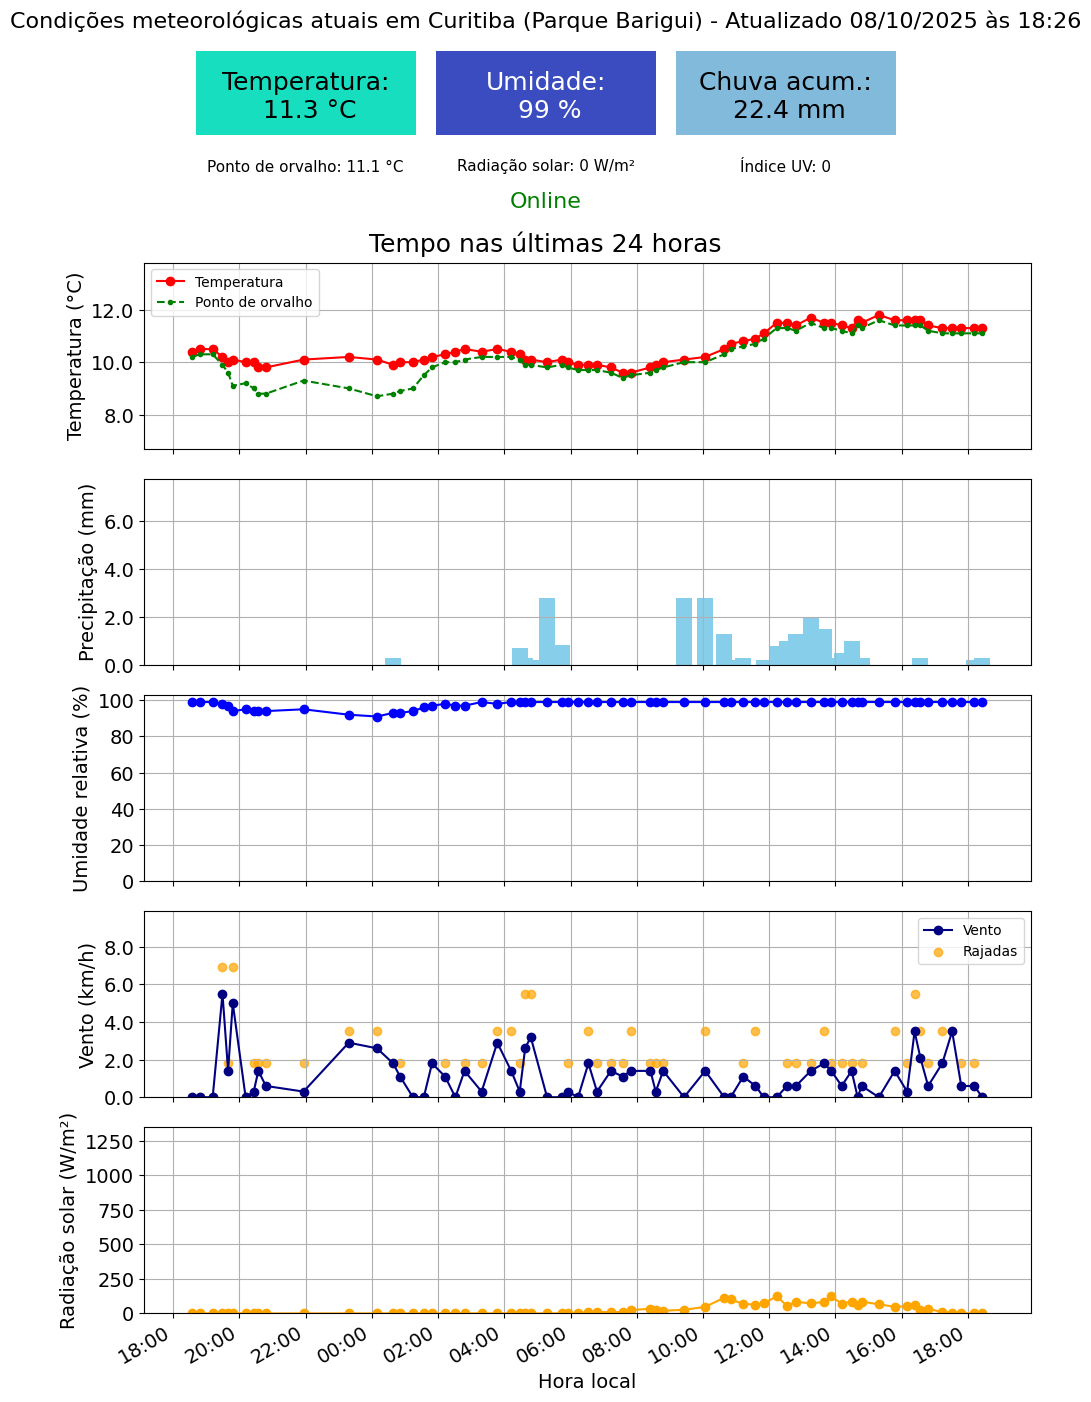 Condições meteorológicas atuais em Curitiba (Parque Barigui) - Atualizado 08/10/2025 às 18:26
Temperatura:
11.3 °C
Umidade:
99 %
Chuva acum.:
22.4 mm
Ponto de orvalho: 11.1 °C
Radiação solar: 0 W/m²
Índice UV: 0
Online
Tempo nas últimas 24 horas
Temperatura (°C)
12.0
10.0
8.0
Temperatura
Ponto de orvalho
Precipitação (mm)
6.0
4.0
2.0
0.0
Umidade relativa (%)
100
80
60
40
20
0
Vento (km/h)
8.0
6.0
4.0
2.0
0.0
Vento
Rajadas
Radiação solar (W/m²)
1250
1000
750
500
250
0
18:00
20:00
22:00
00:00
02:00
04:00
06:00
08:00
10:00
12:00
14:00
16:00
18:00
Hora local